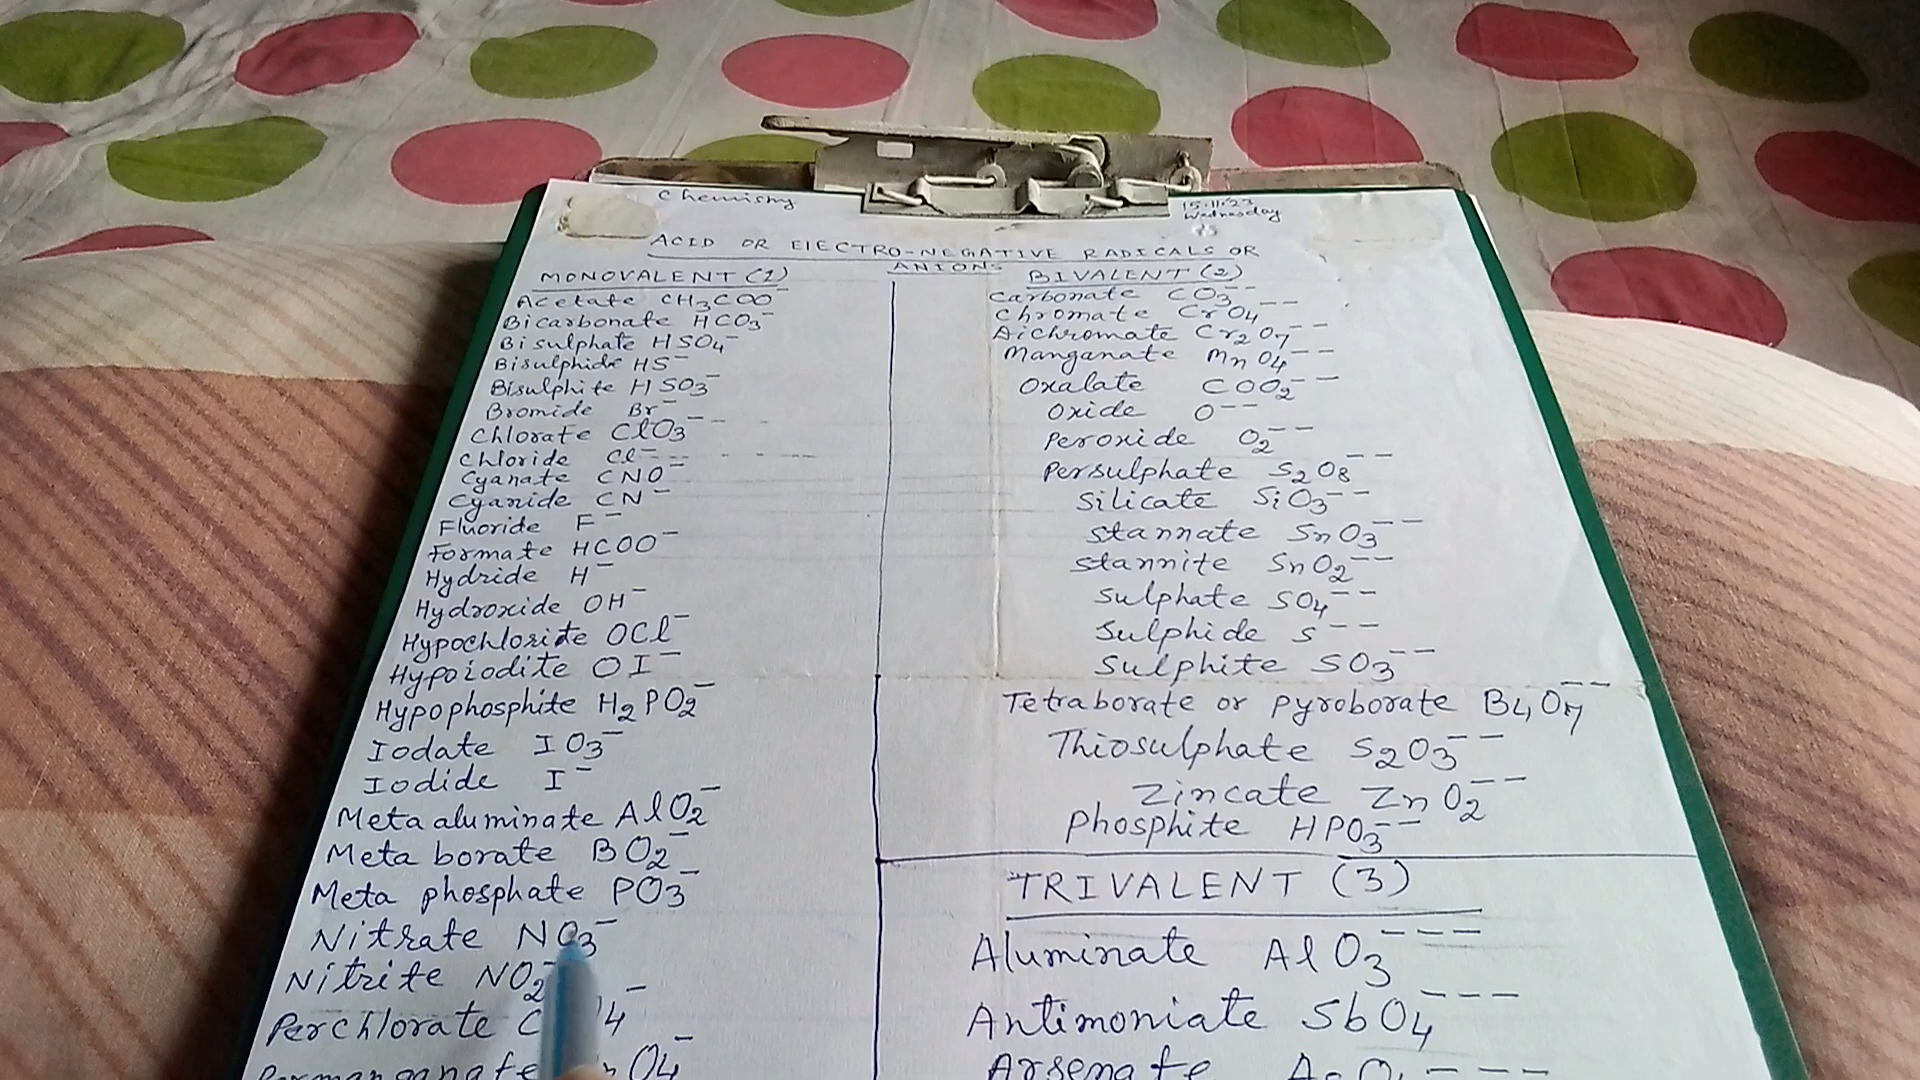 Chemistry
15.11.23
Wednesday
ACID OR ElECTRO-NEGATIVE RADICALS OR
ANIONS
MONOVALENT (1)
Acetate CH3COO-
Bicarbonate HCO3-
Bisulphate HSO4-
Bisulphide HS-
Bisulphite HSO3-
Bromide Br-
Chlorate ClO3-
Chloride Cl-
Cyanate CNO-
Cyanide CN-
Fluoride F-
Formate HCOO-
Hydride H-
Hydroxide OH-
Hypochlorite OCl-
Hypoiodite OI-
Hypophosphite H2PO2-
Iodate IO3-
Iodide I-
Meta aluminate AlO2-
Meta borate BO2-
Meta phosphate PO3-
Nitrate NO3-
Nitrite NO2-
Perchlorate C 4-
Permanganate O4-
BIVALENT (2)
Carbonate CO3--
Chromate CrO4--
Dichromate Cr2O7--
Manganate MnO4--
Oxalate COO2--
Oxide O--
Peroxide O2--
Persulphate S2O8--
Silicate SiO3--
Stannate SnO3--
Stannite SnO2--
Sulphate SO4--
Sulphide S--
Sulphite SO3--
Tetraborate or pyroborate B4O7--
Thiosulphate S2O3--
Zincate ZnO2--
Phosphite HPO3--
TRIVALENT (3)
Aluminate AlO3---
Antimoniate SbO4---
Arsenate